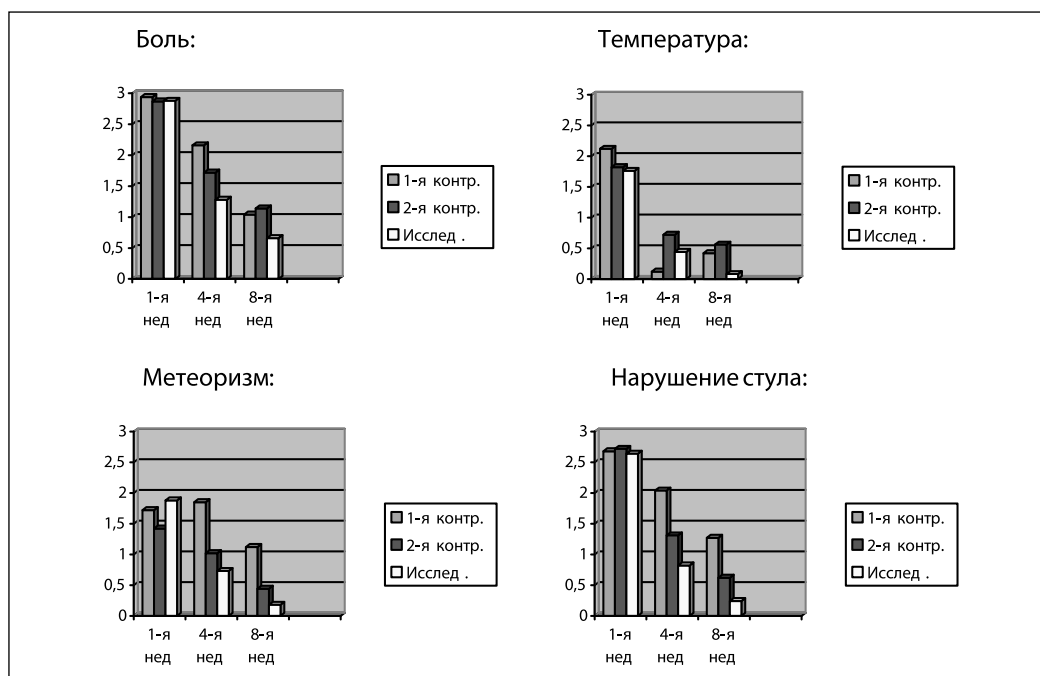 Боль:
3
2,5
2
1,5
1
0,5
0
1-я нед
4-я нед
8-я нед
1-я контр.
2-я контр.
Исслед .
Температура:
3
2,5
2
1,5
1
0,5
0
1-я нед
4-я нед
8-я нед
1-я контр.
2-я контр.
Исслед .
Метеоризм:
3
2,5
2
1,5
1
0,5
0
1-я нед
4-я нед
8-я нед
1-я контр.
2-я контр.
Исслед .
Нарушение стула:
3
2,5
2
1,5
1
0,5
0
1-я нед
4-я нед
8-я нед
1-я контр.
2-я контр.
Исслед .